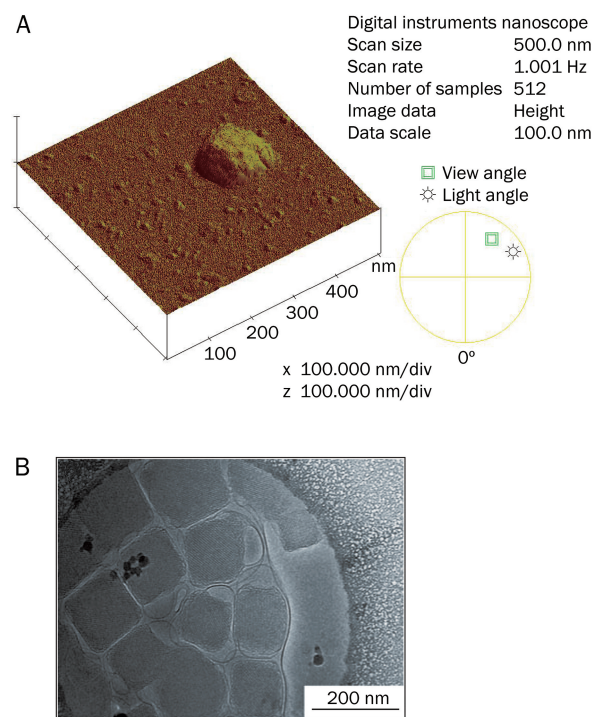 A
Digital instruments nanoscope
Scan size 500.0 nm
Scan rate 1.001 Hz
Number of samples 512
Image data Height
Data scale 100.0 nm
View angle
Light angle
0º
nm
400
300
200
100
x 100.000 nm/div
z 100.000 nm/div
B
200 nm